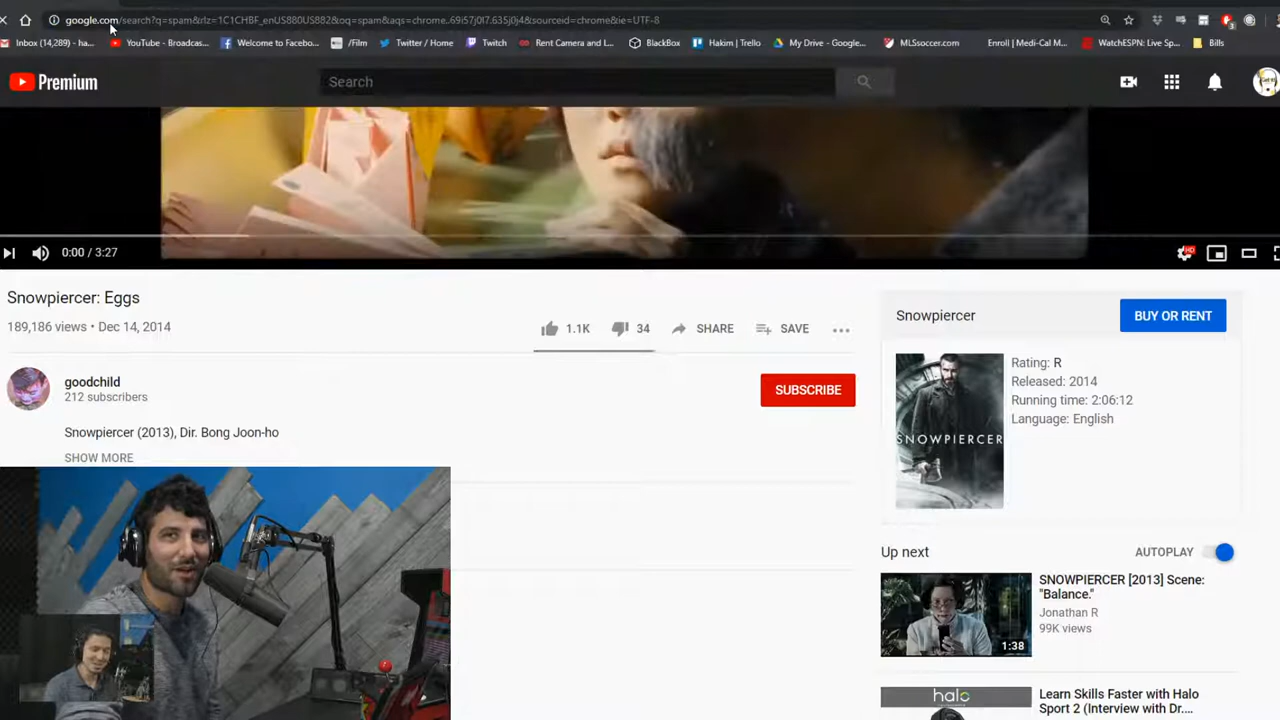 google.com/search?q=spam&rlz=1C1CHBF_enUS880US882&oq=spam&aqs=chrome..69i57j0l7.635j0j4&sourceid=chrome&ie=UTF-8
Inbox (14,289) - ha... YouTube - Broadcas... Welcome to Facebo... /Film Twitter / Home Twitch Rent Camera and L... BlackBox Hakim | Trello My Drive - Google... MLSsoccer.com Enroll | Medi-Cal M... WatchESPN: Live Sp... Bills
Premium Search
0:00 / 3:27 HD
Snowpiercer: Eggs
189,186 views • Dec 14, 2014 1.1K 34 SHARE SAVE
goodchild
212 subscribers
SUBSCRIBE
Snowpiercer (2013), Dir. Bong Joon-ho
SHOW MORE
Snowpiercer BUY OR RENT
SNOWPIERCER
Rating: R
Released: 2014
Running time: 2:06:12
Language: English
Up next AUTOPLAY
1:38
SNOWPIERCER [2013] Scene:
"Balance."
Jonathan R
99K views
halo
Learn Skills Faster with Halo
Sport 2 (Interview with Dr....